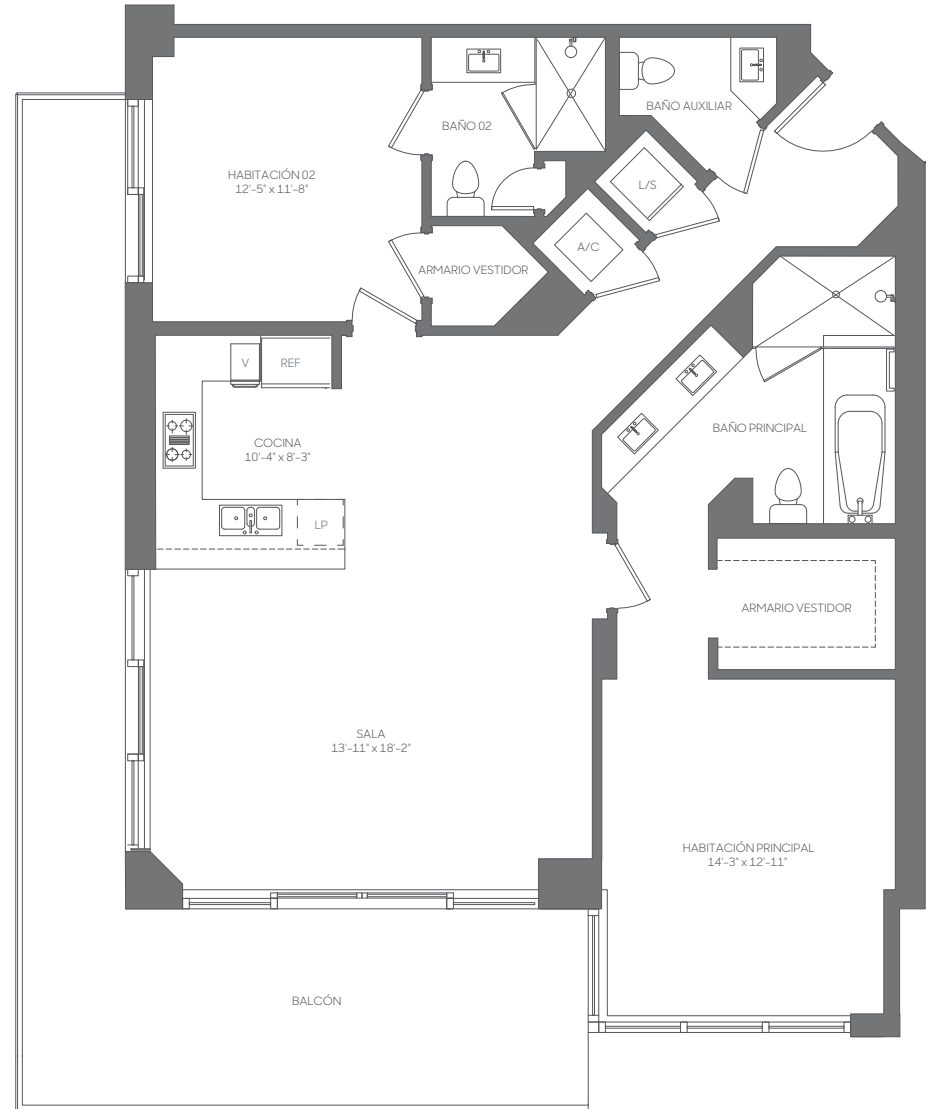 BAÑO 02
BAÑO AUXILIAR
HABITACIÓN 02
12'-5" x 11'-8"
L/S
A/C
ARMARIO VESTIDOR
V
REF
COCINA
10'-4" x 8'-3"
BAÑO PRINCIPAL
LP
ARMARIO VESTIDOR
SALA
13'-11" x 18'-2"
HABITACIÓN PRINCIPAL
14'-3" x 12'-11"
BALCÓN